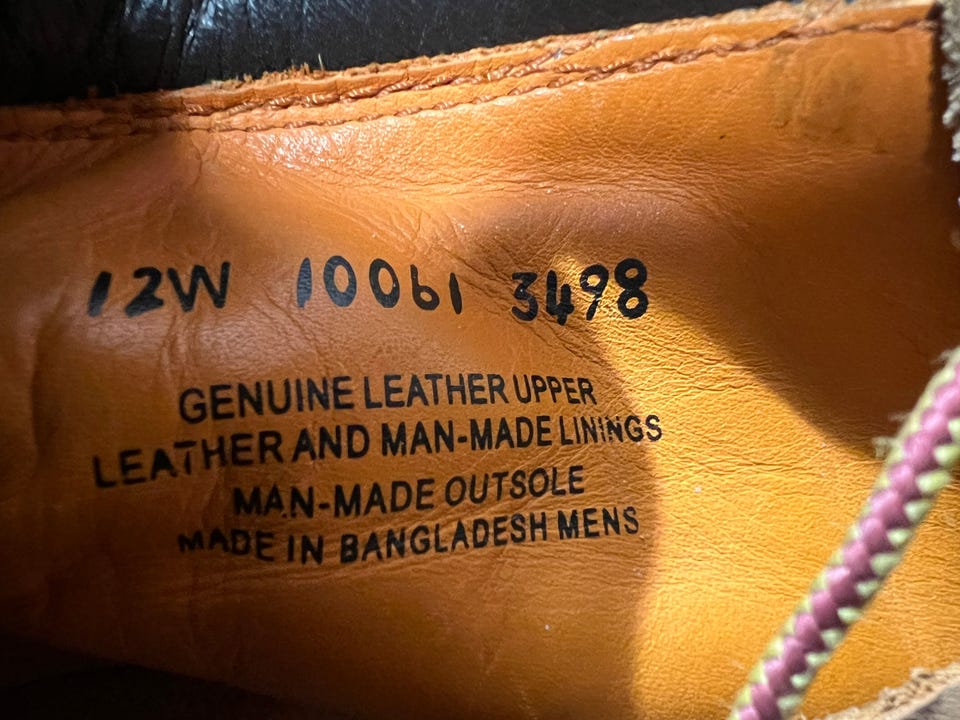 12W 10061 3498
GENUINE LEATHER UPPER
LEATHER AND MAN-MADE LININGS
MAN-MADE OUTSOLE
MADE IN BANGLADESH MENS